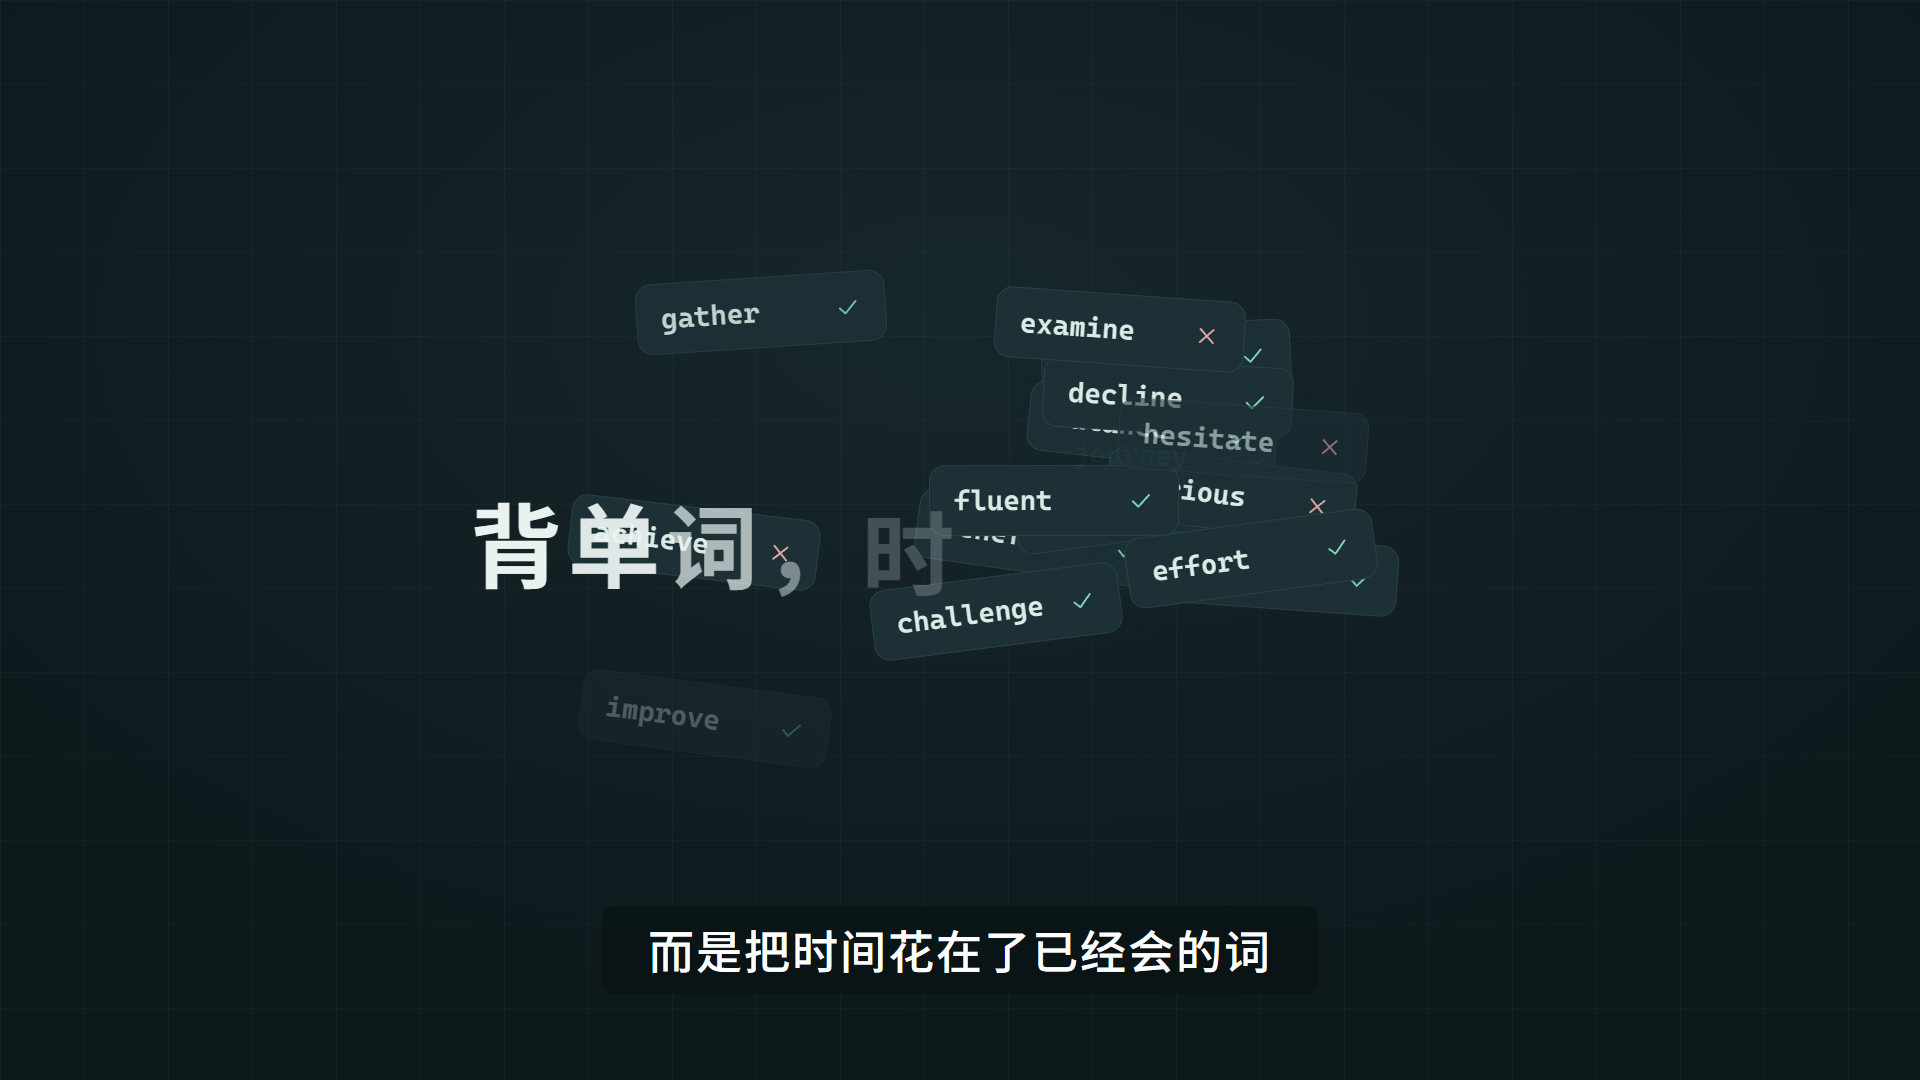 gather
examine
decline
hesitate
fluent
achieve
背单词，时
effort
challenge
improve
而是把时间花在了已经会的词